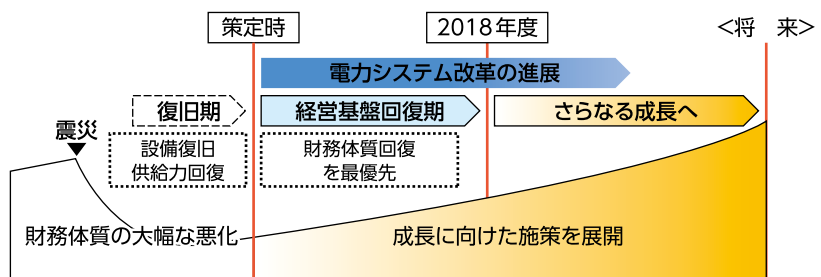 策定時
2018年度
<将　来>
電力システム改革の進展
復旧期
経営基盤回復期
さらなる成長へ
震災
設備復旧
供給力回復
財務体質回復
を最優先
財務体質の大幅な悪化
成長に向けた施策を展開